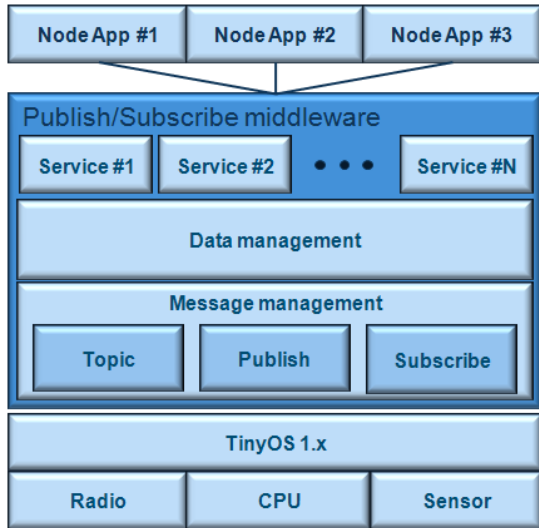 Node App #1 Node App #2 Node App #3
Publish/Subscribe middleware
Service #1 Service #2 • • • Service #N
Data management
Message management
Topic Publish Subscribe
TinyOS 1.x
Radio CPU Sensor